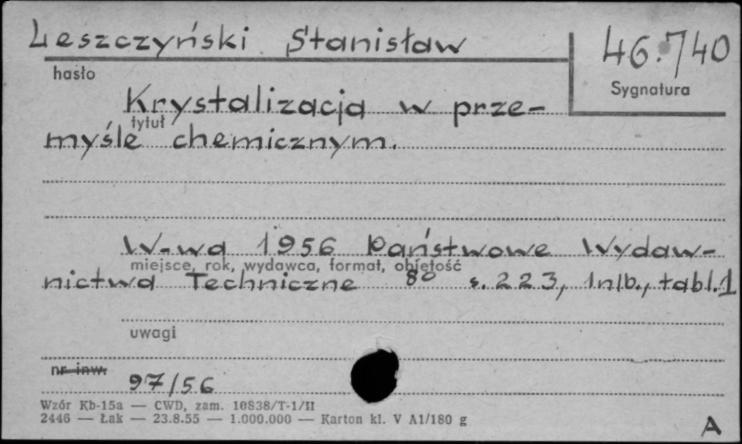 Leszczyński Stanisław
46.740
hasło
Sygnatura
Krystalizacja w prze-
tytuł
myśle chemicznym.
W-wa 1956 Państwowe Wydaw-
miejsce, rok, wydawca, format, objętość
nictwa Techniczne 8° s. 223, 1nlb., tabl. 1
uwagi
nr inw.
97/56
Wzór Kb-15a — CWD, zam. 10838/T-1/II
2446 — Łak — 23.8.55 — 1.000.000 — Karton kl. V A1/180 g
A